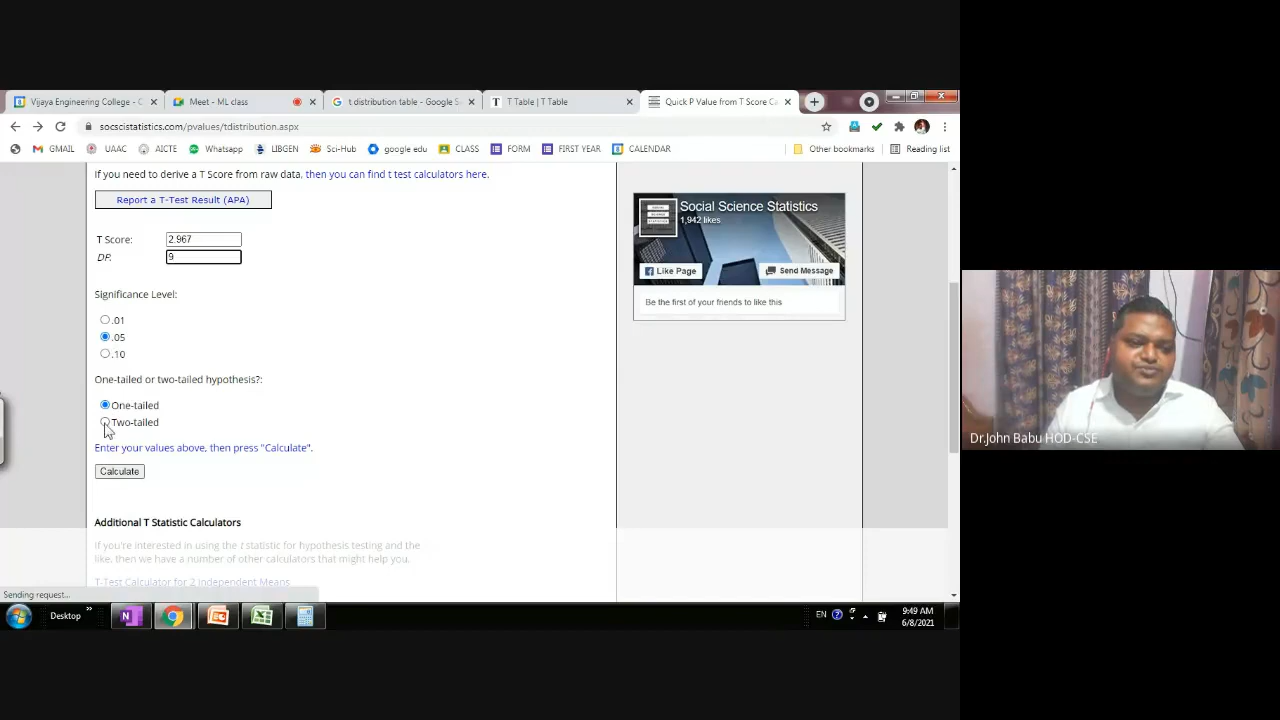 Vijaya Engineering College - C
Meet - ML class
t distribution table - Google S
T Table | T Table
Quick P Value from T Score Ca
socscistatistics.com/pvalues/tdistribution.aspx
GMAIL
UAAC
AICTE
Whatsapp
LIBGEN
Sci-Hub
google edu
CLASS
FORM
FIRST YEAR
CALENDAR
Other bookmarks
Reading list
If you need to derive a T Score from raw data, then you can find t test calculators here.
Report a T-Test Result (APA)
T Score: 2.967
DF: 9
Significance Level:
.01
.05
.10
One-tailed or two-tailed hypothesis?:
One-tailed
Two-tailed
Enter your values above, then press "Calculate".
Calculate
Additional T Statistic Calculators
If you're interested in using the t statistic for hypothesis testing and the
like, then we have a number of other calculators that might help you.
T-Test Calculator for 2 Independent Means
Social Science Statistics
1,942 likes
Like Page
Send Message
Be the first of your friends to like this
Sending request...
Desktop
EN
9:49 AM
6/8/2021
Dr.John Babu HOD-CSE